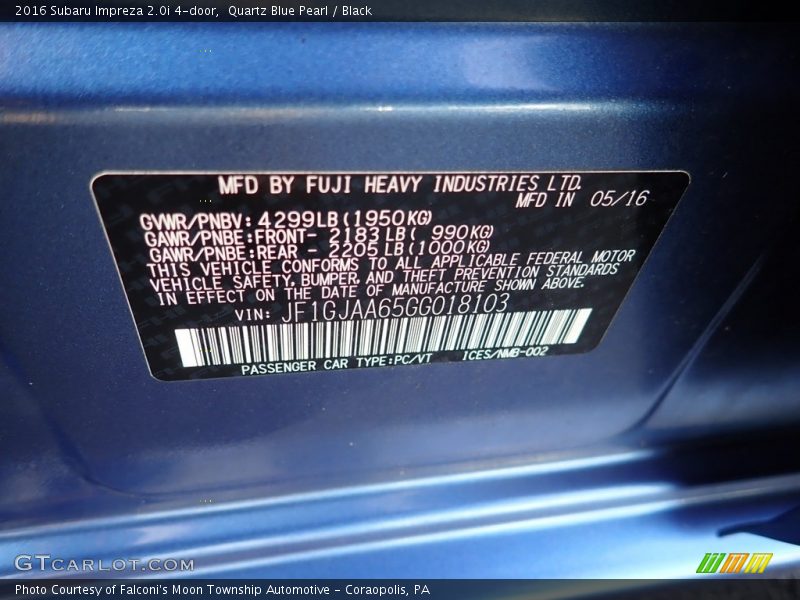 2016 Subaru Impreza 2.0i 4-door, Quartz Blue Pearl / Black
MFD BY FUJI HEAVY INDUSTRIES LTD.
MFD IN 05/16
GVWR/PNBV: 4299LB(1950KG)
GAWR/PNBE:FRONT- 2183LB( 990KG)
GAWR/PNBE:REAR - 2205LB(1000KG)
THIS VEHICLE CONFORMS TO ALL APPLICABLE FEDERAL MOTOR
VEHICLE SAFETY, BUMPER, AND THEFT PREVENTION STANDARDS
IN EFFECT ON THE DATE OF MANUFACTURE SHOWN ABOVE.
VIN: JF1GJAA65GG018103
PASSENGER CAR TYPE:PC/VT ICES/NMB-002
GTCARLOT.COM
Photo Courtesy of Falconi's Moon Township Automotive - Coraopolis, PA